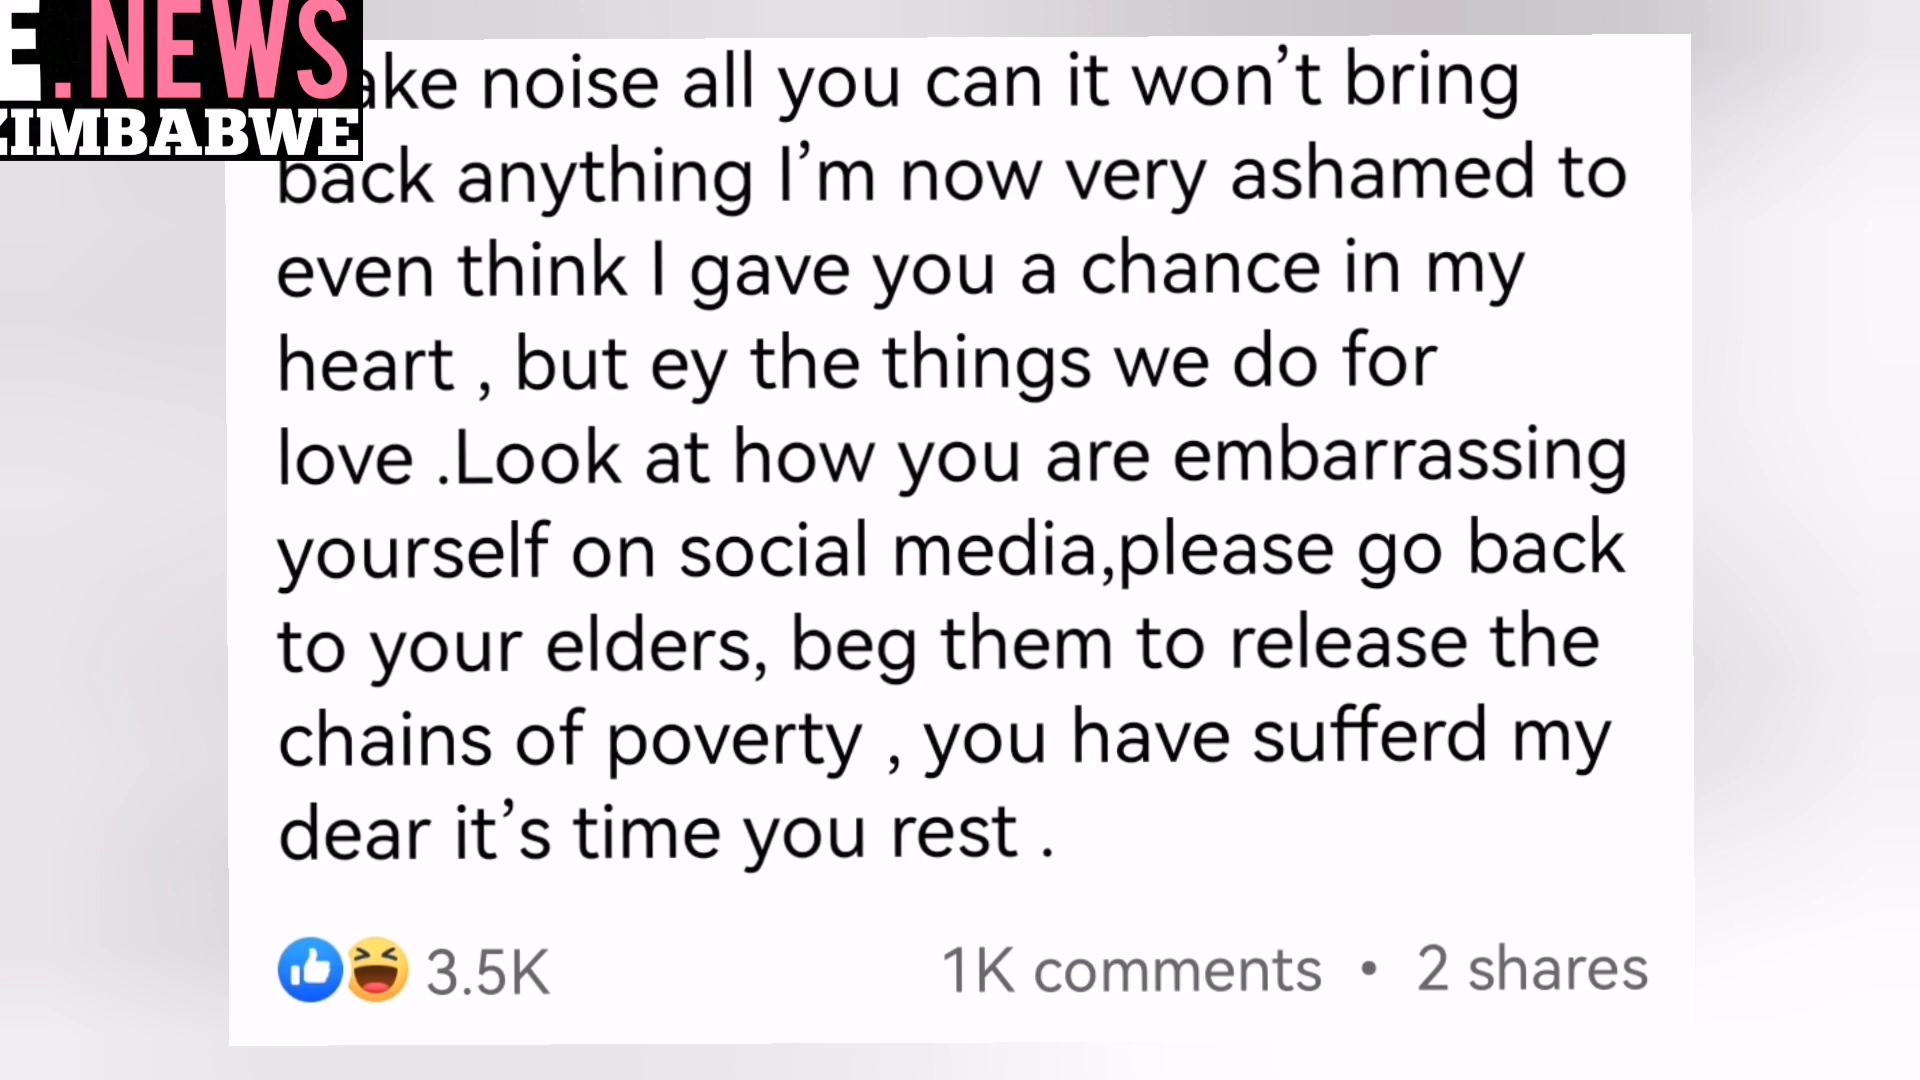 E.NEWS
ZIMBABWE
ake noise all you can it won’t bring
back anything I’m now very ashamed to
even think I gave you a chance in my
heart , but ey the things we do for
love .Look at how you are embarrassing
yourself on social media,please go back
to your elders, beg them to release the
chains of poverty , you have sufferd my
dear it’s time you rest .
3.5K
1K comments • 2 shares